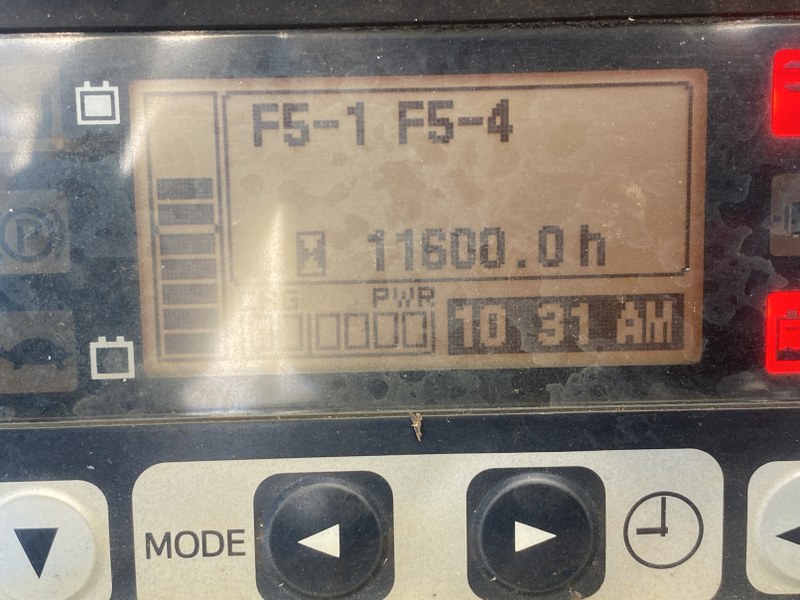 F5-1 F5-4
11600.0h
PWR
10 31 AM
P
MODE